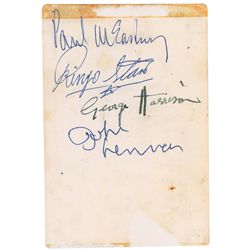 Paul McCartney
Ringo Starr
George Harrison
John
Lennon